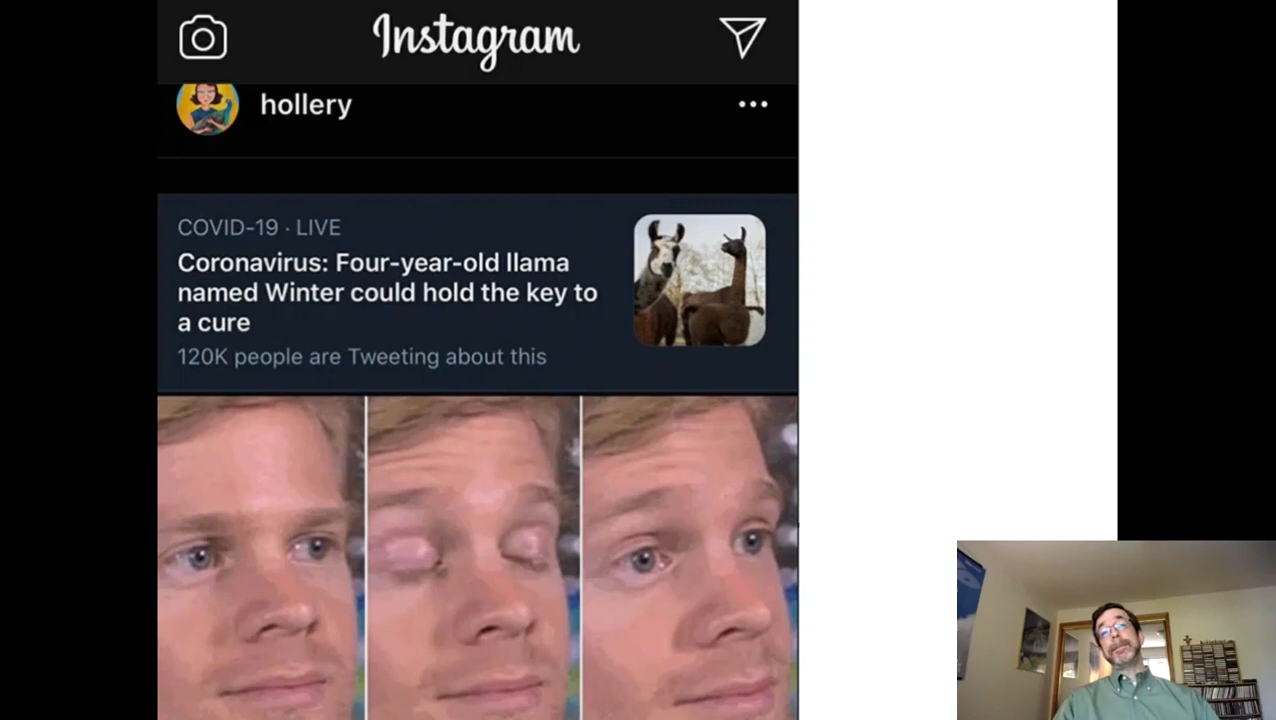 Instagram
hollery
COVID-19 · LIVE
Coronavirus: Four-year-old llama
named Winter could hold the key to
a cure
120K people are Tweeting about this